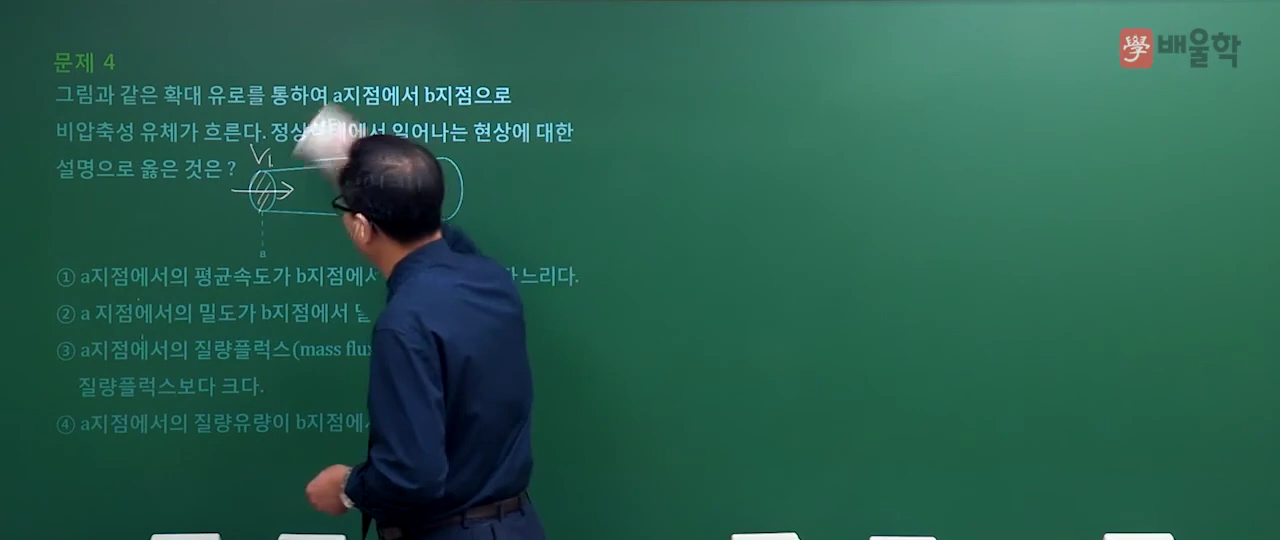 學 배울학
문제 4
그림과 같은 확대 유로를 통하여 a지점에서 b지점으로
비압축성 유체가 흐른다. 정상 에서 일어나는 현상에 대한
설명으로 옳은 것은 ?
V1
a
① a지점에서의 평균속도가 b지점에서 느리다.
② a 지점에서의 밀도가 b지점에서
③ a지점에서의 질량플럭스(mass flux
질량플럭스보다 크다.
④ a지점에서의 질량유량이 b지점에